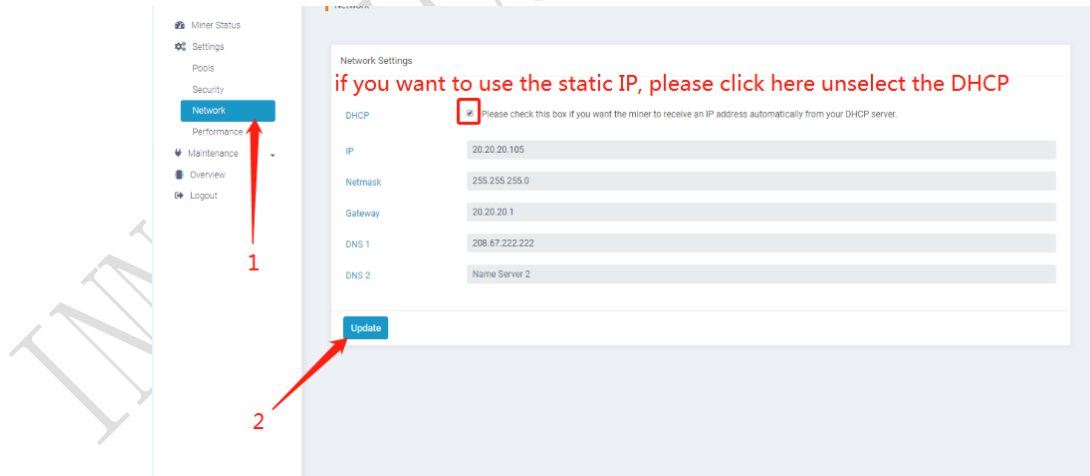 Network
Miner Status
Settings
Pools
Security
Network
Performance
Maintenance
Overview
Logout
1
Network Settings
if you want to use the static IP, please click here unselect the DHCP
DHCP
Please check this box if you want the miner to receive an IP address automatically from your DHCP server.
IP
20.20.20.105
Netmask
255.255.255.0
Gateway
20.20.20.1
DNS 1
208.67.222.222
DNS 2
Name Server 2
Update
2